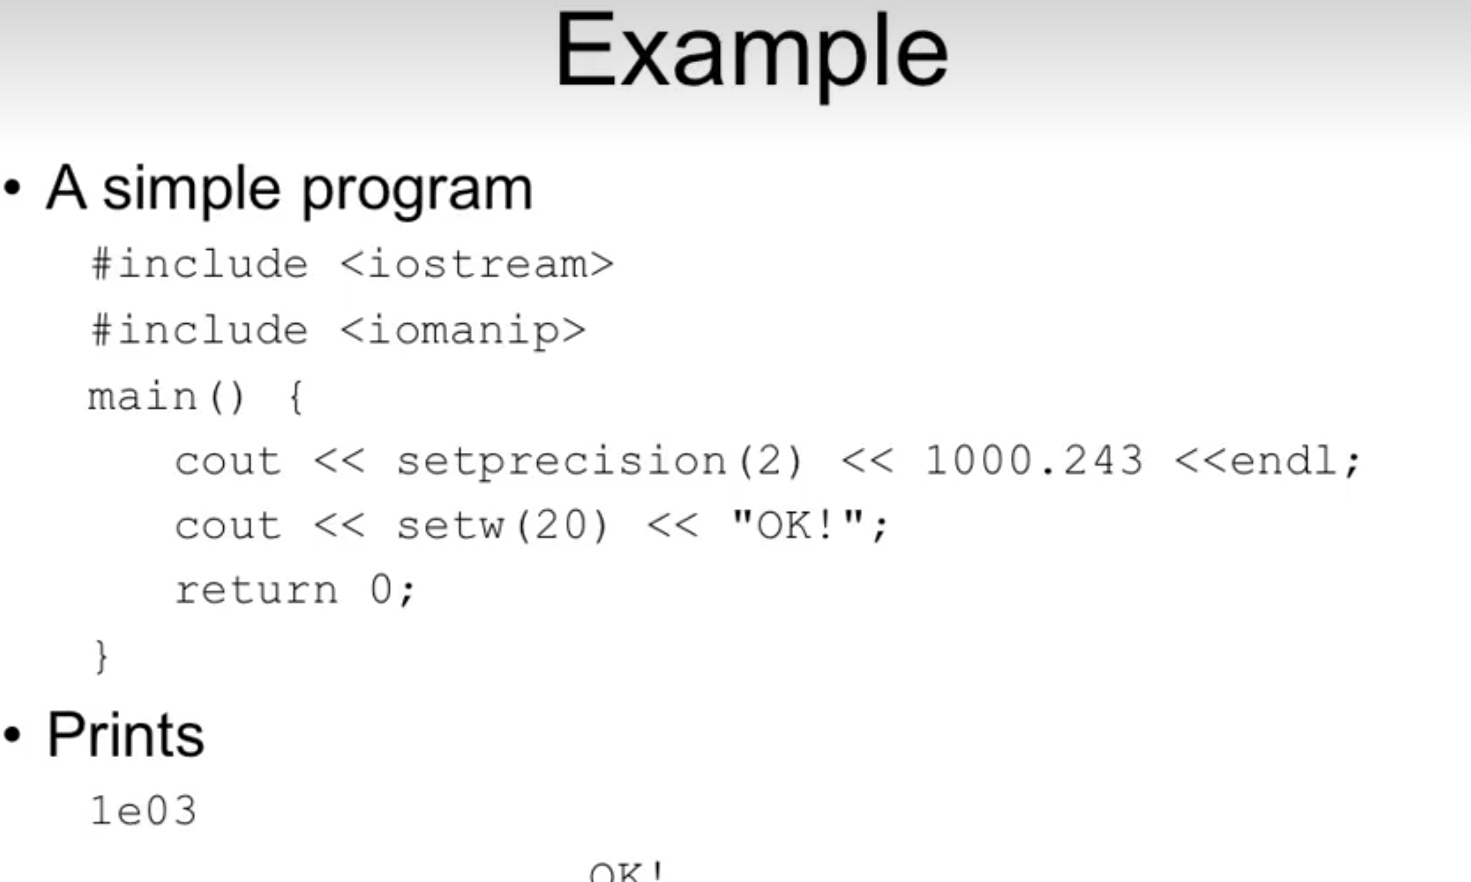 Example
• A simple program
#include <iostream>
#include <iomanip>
main() {
cout << setprecision(2) << 1000.243 <<endl;
cout << setw(20) << "OK!";
return 0;
}
• Prints
1e03
OK!